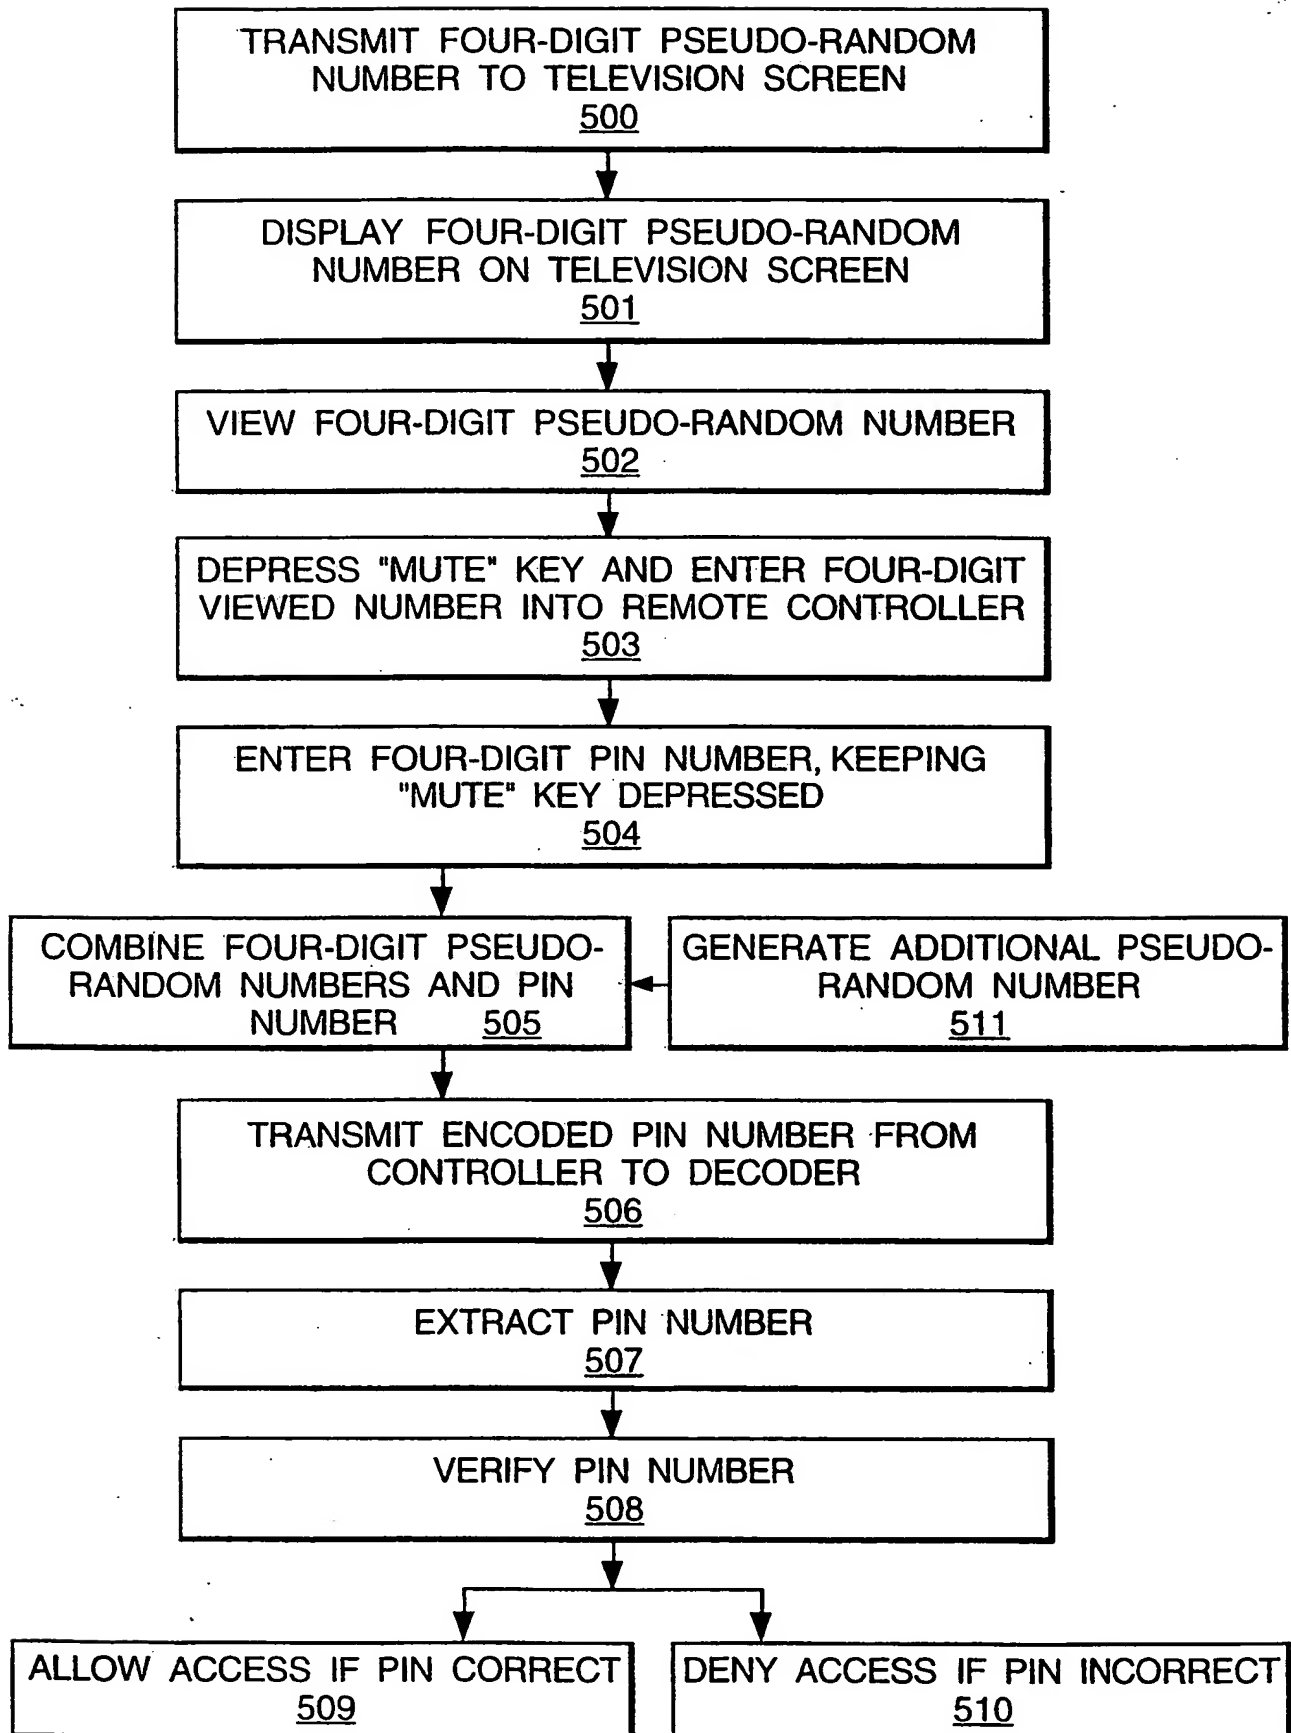 TRANSMIT FOUR-DIGIT PSEUDO-RANDOM
NUMBER TO TELEVISION SCREEN
500
DISPLAY FOUR-DIGIT PSEUDO-RANDOM
NUMBER ON TELEVISION SCREEN
501
VIEW FOUR-DIGIT PSEUDO-RANDOM NUMBER
502
DEPRESS "MUTE" KEY AND ENTER FOUR-DIGIT
VIEWED NUMBER INTO REMOTE CONTROLLER
503
ENTER FOUR-DIGIT PIN NUMBER, KEEPING
"MUTE" KEY DEPRESSED
504
COMBINE FOUR-DIGIT PSEUDO-
RANDOM NUMBERS AND PIN
NUMBER 505
GENERATE ADDITIONAL PSEUDO-
RANDOM NUMBER
511
TRANSMIT ENCODED PIN NUMBER FROM
CONTROLLER TO DECODER
506
EXTRACT PIN NUMBER
507
VERIFY PIN NUMBER
508
ALLOW ACCESS IF PIN CORRECT
509
DENY ACCESS IF PIN INCORRECT
510